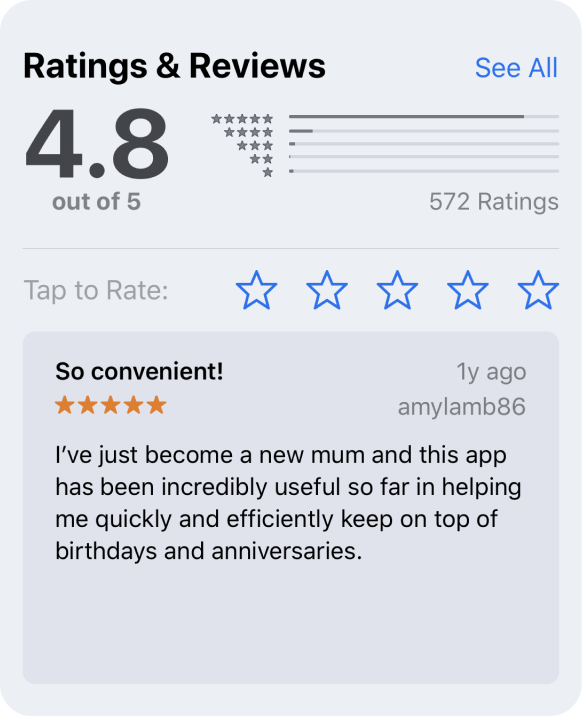 Ratings & Reviews
See All
4.8
out of 5
572 Ratings
Tap to Rate:
So convenient!
1y ago
amylamb86
I’ve just become a new mum and this app
has been incredibly useful so far in helping
me quickly and efficiently keep on top of
birthdays and anniversaries.